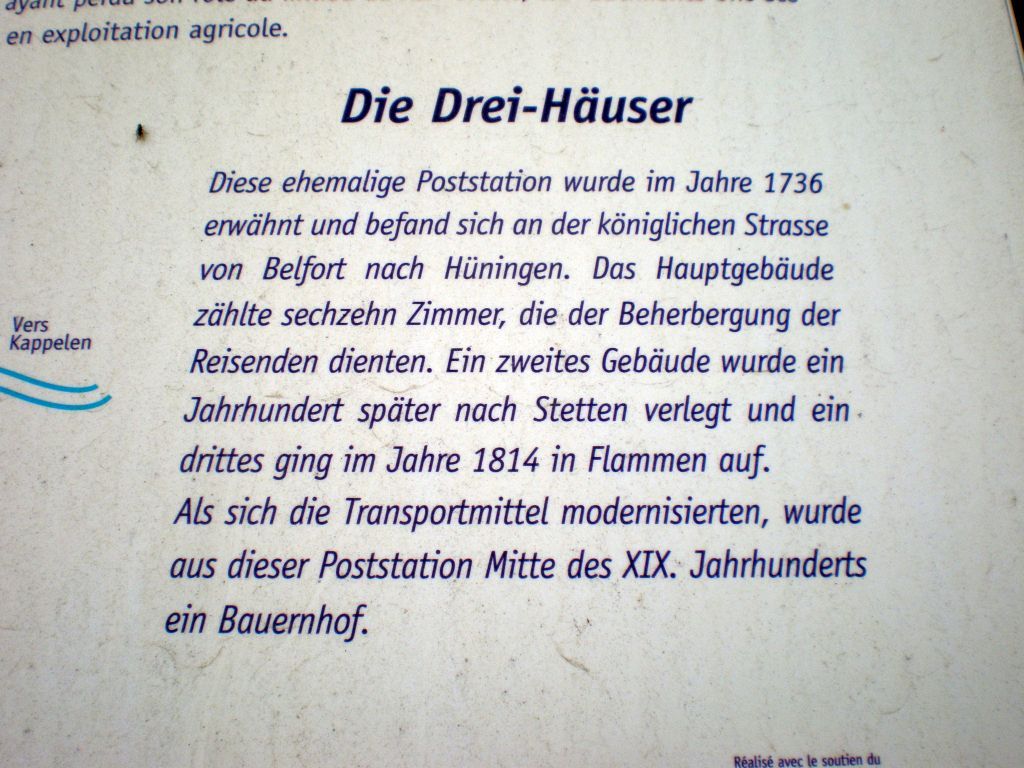 en exploitation agricole.
Die Drei-Häuser
Diese ehemalige Poststation wurde im Jahre 1736
erwähnt und befand sich an der königlichen Strasse
von Belfort nach Hüningen. Das Hauptgebäude
zählte sechzehn Zimmer, die der Beherbergung der
Reisenden dienten. Ein zweites Gebäude wurde ein
Jahrhundert später nach Stetten verlegt und ein
drittes ging im Jahre 1814 in Flammen auf.
Als sich die Transportmittel modernisierten, wurde
aus dieser Poststation Mitte des XIX. Jahrhunderts
ein Bauernhof.
Vers
Kappelen
Réalisé avec le soutien du